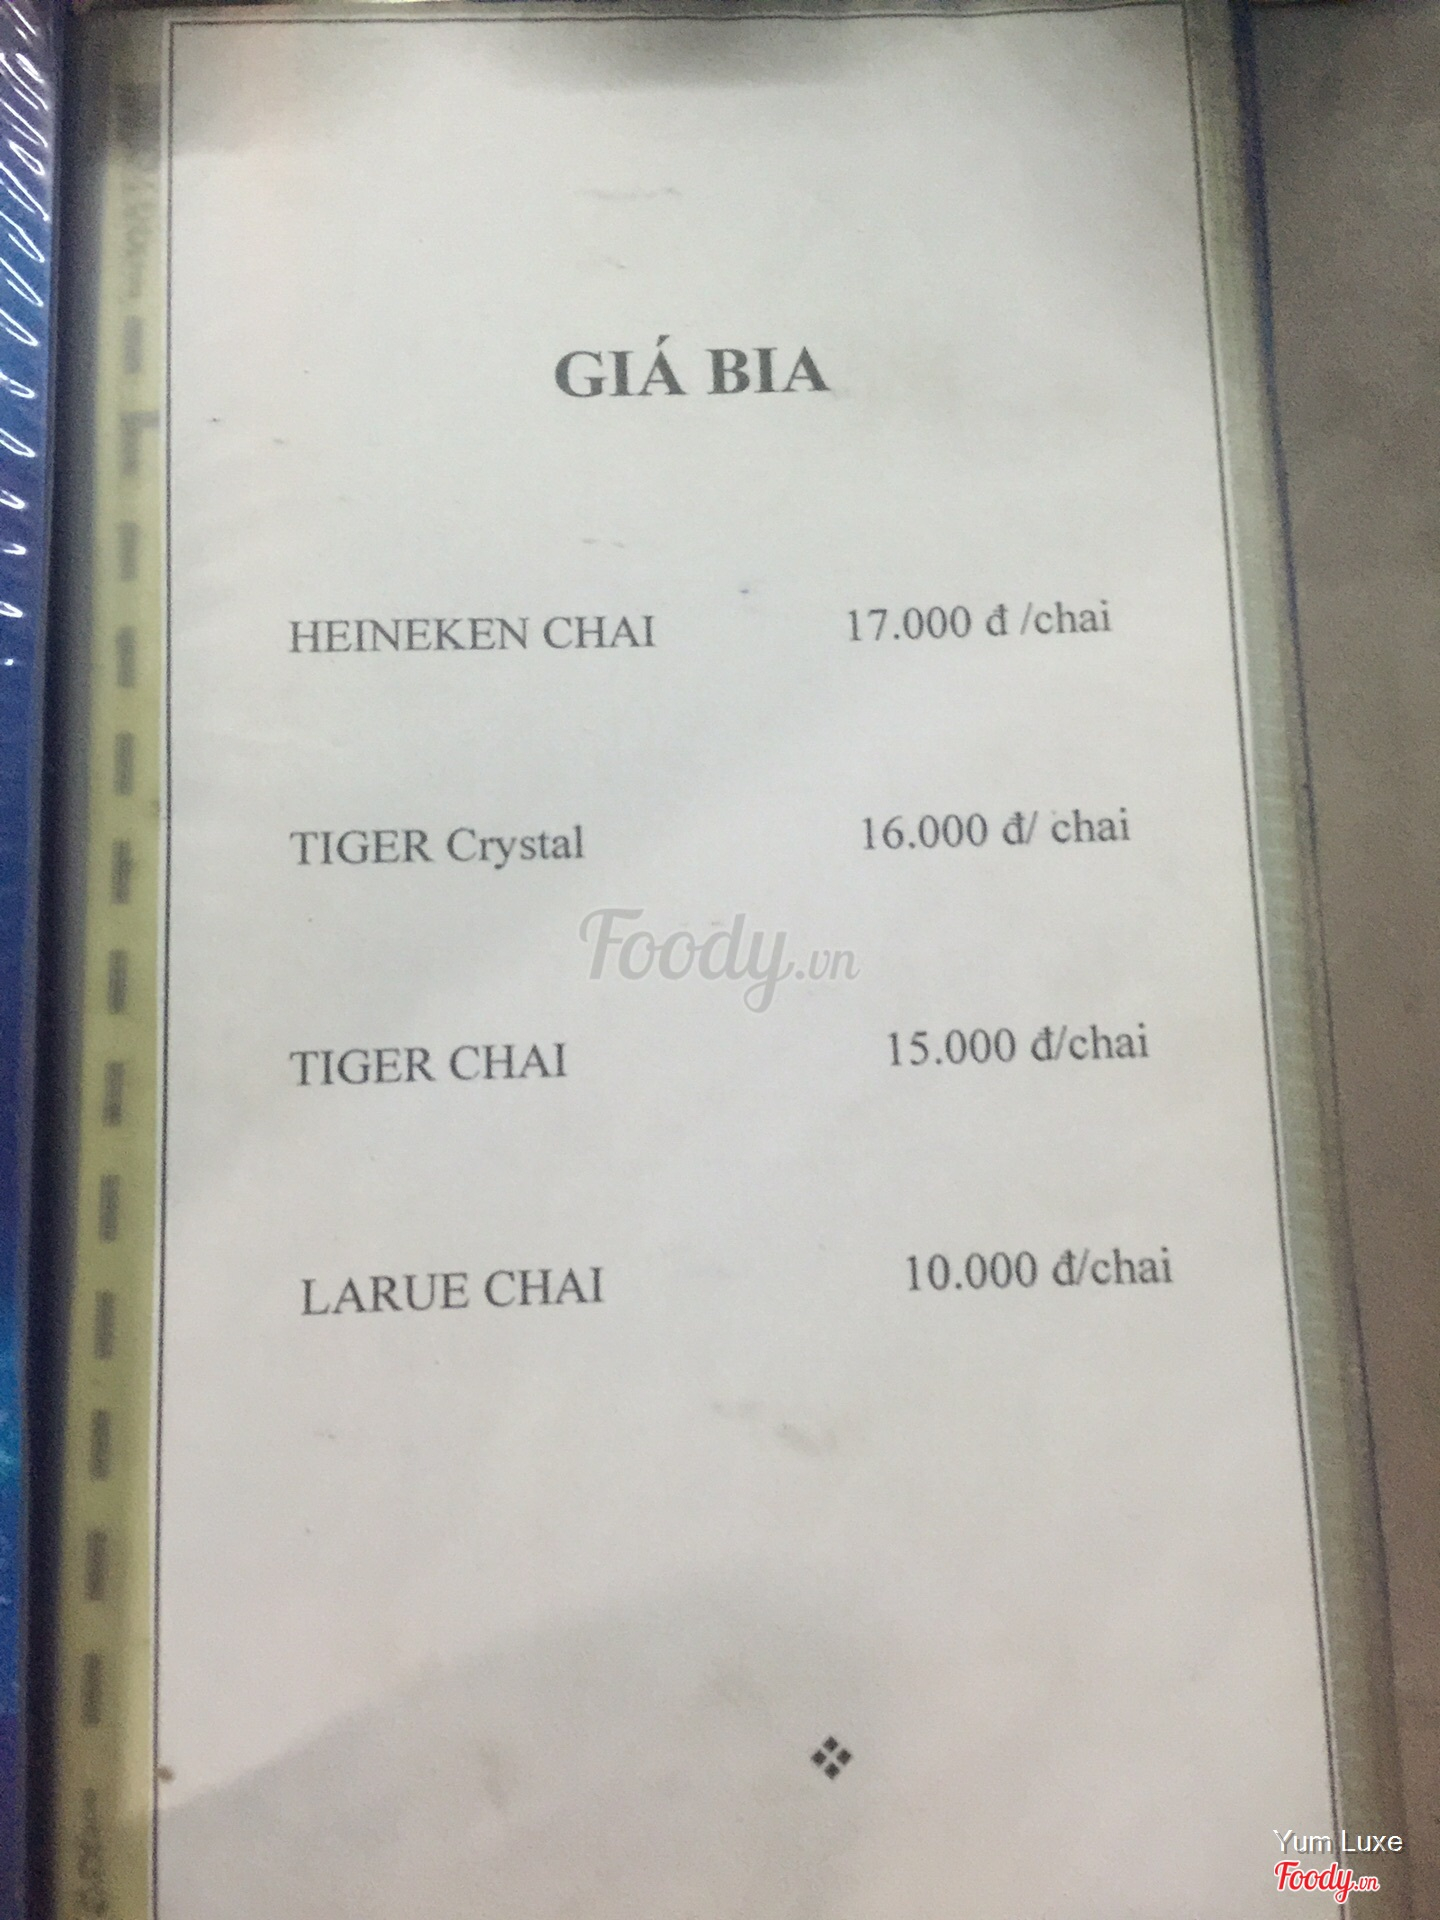 GIÁ BIA
HEINEKEN CHAI 17.000 đ /chai
TIGER Crystal 16.000 đ/ chai
Foody.vn
TIGER CHAI 15.000 đ/chai
LARUE CHAI 10.000 đ/chai
Yum Luxe
Foody.vn